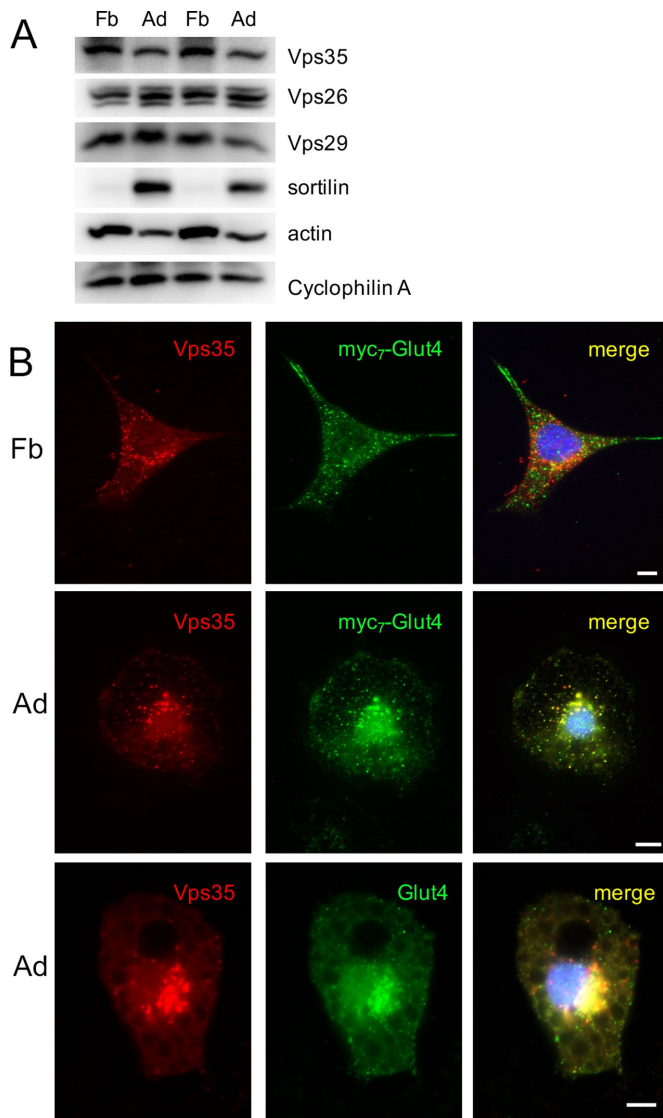 A
Fb Ad Fb Ad
Vps35
Vps26
Vps29
sortilin
actin
Cyclophilin A
B
Vps35 myc₇-Glut4 merge
Fb
Vps35 myc₇-Glut4 merge
Ad
Vps35 Glut4 merge
Ad